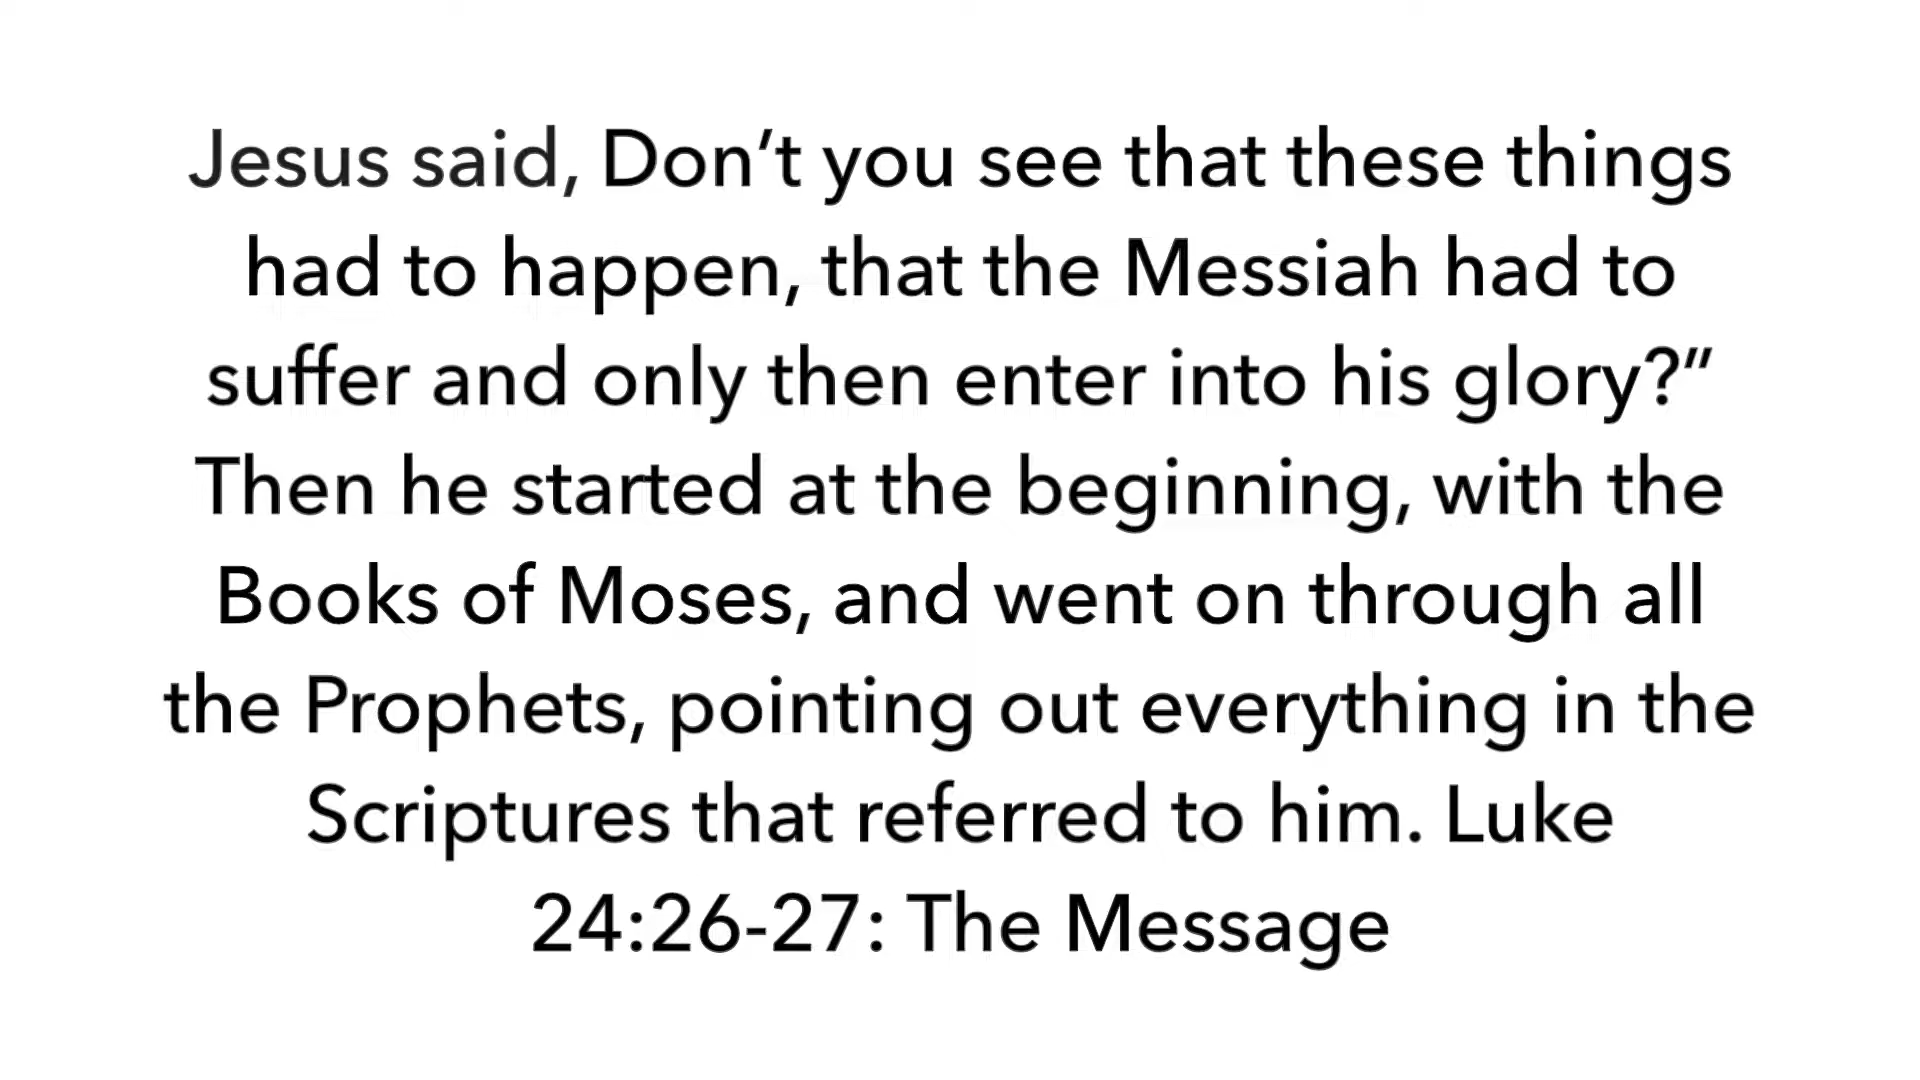 Jesus said, Don’t you see that these things
had to happen, that the Messiah had to
suffer and only then enter into his glory?”
Then he started at the beginning, with the
Books of Moses, and went on through all
the Prophets, pointing out everything in the
Scriptures that referred to him. Luke
24:26-27: The Message